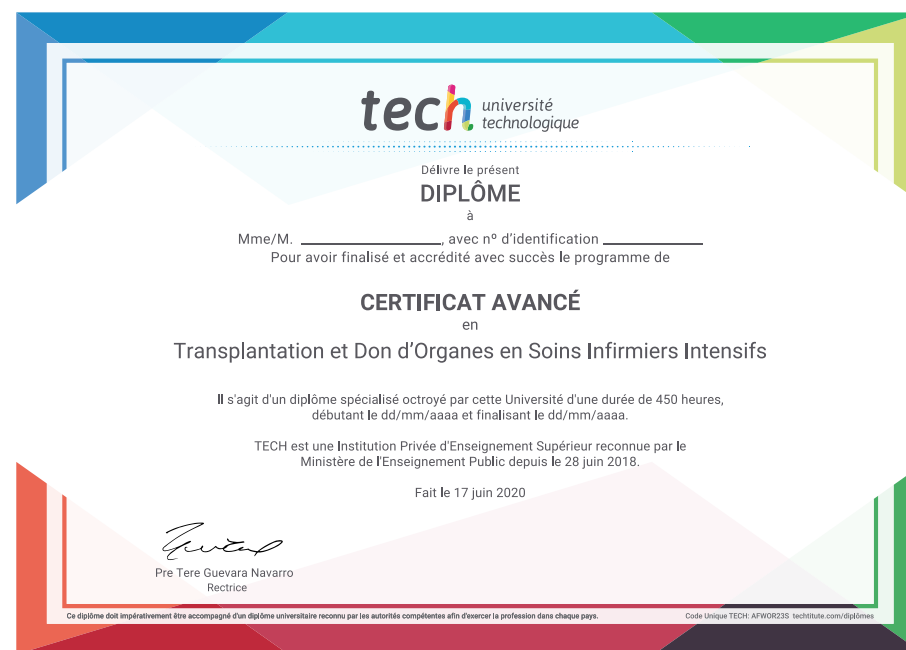 tech université
technologique
Délivre le présent
DIPLÔME
à
Mme/M. ____________________, avec nº d'identification ______________
Pour avoir finalisé et accrédité avec succès le programme de
CERTIFICAT AVANCÉ
en
Transplantation et Don d'Organes en Soins Infirmiers Intensifs
Il s'agit d'un diplôme spécialisé octroyé par cette Université d'une durée de 450 heures,
débutant le dd/mm/aaaa et finalisant le dd/mm/aaaa.
TECH est une Institution Privée d'Enseignement Supérieur reconnue par le
Ministère de l'Enseignement Public depuis le 28 juin 2018.
Fait le 17 juin 2020
Pre Tere Guevara Navarro
Rectrice
Ce diplôme doit impérativement être accompagné d'un diplôme universitaire reconnu par les autorités compétentes afin d'exercer la profession dans chaque pays.
Code Unique TECH: AFWOR23S techtitute.com/diplômes